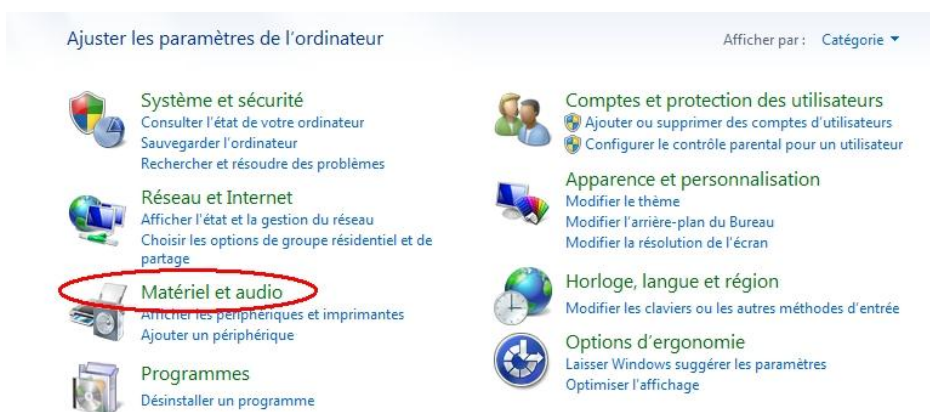 Ajuster les paramètres de l'ordinateur
Afficher par : Catégorie
Système et sécurité
Consulter l'état de votre ordinateur
Sauvegarder l'ordinateur
Rechercher et résoudre des problèmes
Réseau et Internet
Afficher l'état et la gestion du réseau
Choisir les options de groupe résidentiel et de
partage
Matériel et audio
Afficher les périphériques et imprimantes
Ajouter un périphérique
Programmes
Désinstaller un programme
Comptes et protection des utilisateurs
Ajouter ou supprimer des comptes d'utilisateurs
Configurer le contrôle parental pour un utilisateur
Apparence et personnalisation
Modifier le thème
Modifier l'arrière-plan du Bureau
Modifier la résolution de l'écran
Horloge, langue et région
Modifier les claviers ou les autres méthodes d'entrée
Options d'ergonomie
Laisser Windows suggérer les paramètres
Optimiser l'affichage